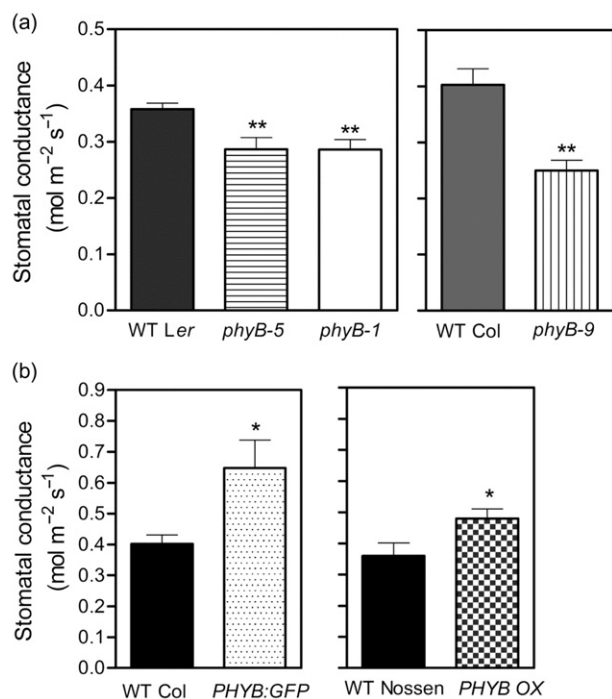 (a)
0.5
0.4
0.3
0.2
0.1
0.0
Stomatal conductance
(mol m⁻² s⁻¹)
** **
**
WT Ler phyB-5 phyB-1
WT Col phyB-9
(b)
0.9
0.8
0.7
0.6
0.5
0.4
0.3
0.2
0.1
0.0
Stomatal conductance
(mol m⁻² s⁻¹)
*
*
WT Col PHYB:GFP
WT Nossen PHYB OX